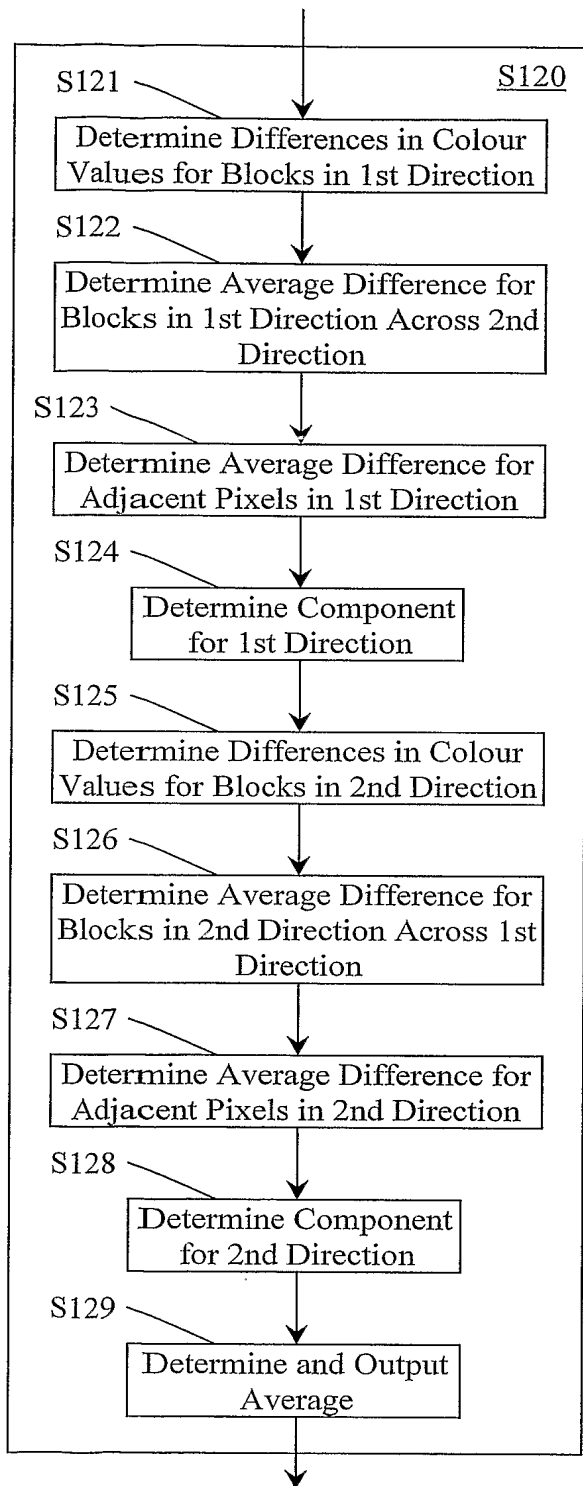 S120
S121
Determine Differences in Colour
Values for Blocks in 1st Direction
S122
Determine Average Difference for
Blocks in 1st Direction Across 2nd
Direction
S123
Determine Average Difference for
Adjacent Pixels in 1st Direction
S124
Determine Component
for 1st Direction
S125
Determine Differences in Colour
Values for Blocks in 2nd Direction
S126
Determine Average Difference for
Blocks in 2nd Direction Across 1st
Direction
S127
Determine Average Difference for
Adjacent Pixels in 2nd Direction
S128
Determine Component
for 2nd Direction
S129
Determine and Output
Average